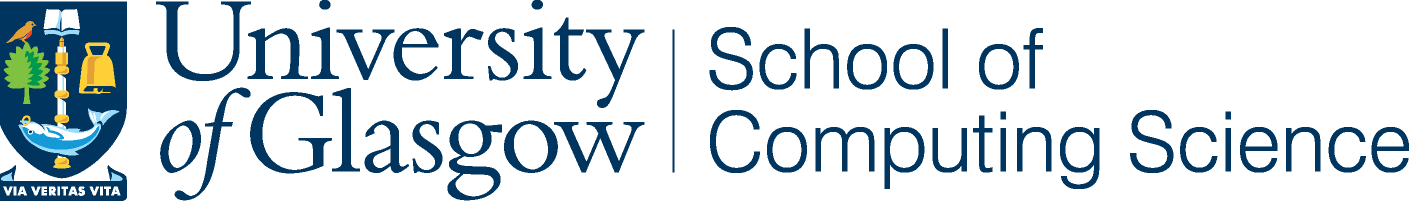 University
of Glasgow
School of
Computing Science
VIA VERITAS VITA